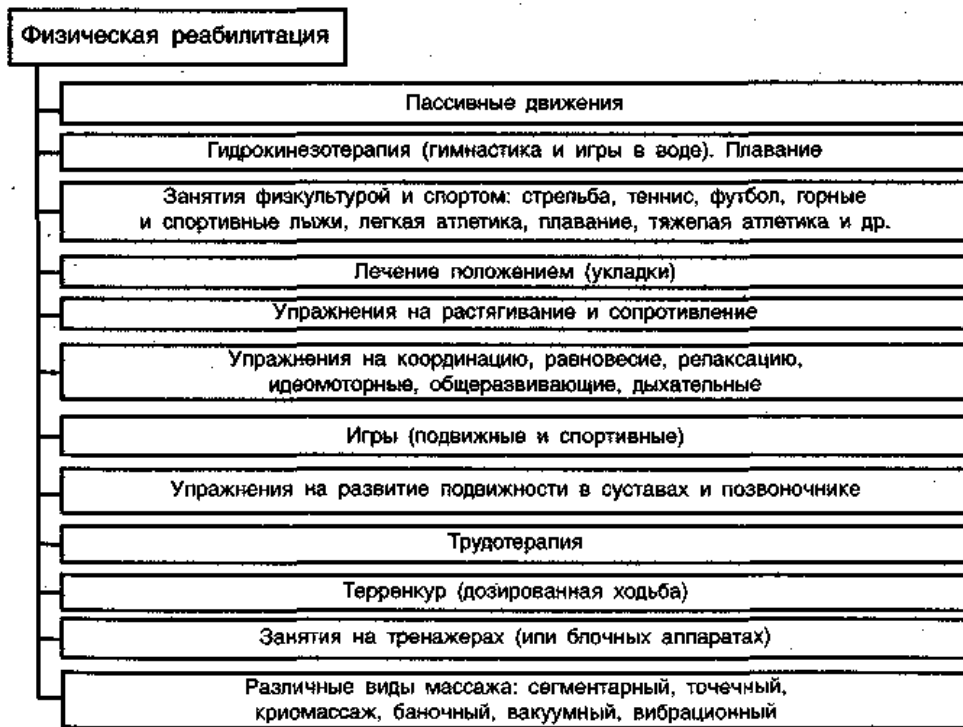 Физическая реабилитация
Пассивные движения
Гидрокинезотерапия (гимнастика и игры в воде). Плавание
Занятия физкультурой и спортом: стрельба, теннис, футбол, горные
и спортивные лыжи, легкая атлетика, плавание, тяжелая атлетика и др.
Лечение положением (укладки)
Упражнения на растягивание и сопротивление
Упражнения на координацию, равновесие, релаксацию,
идеомоторные, общеразвивающие, дыхательные
Игры (подвижные и спортивные)
Упражнения на развитие подвижности в суставах и позвоночнике
Трудотерапия
Терренкур (дозированная ходьба)
Занятия на тренажерах (или блочных аппаратах)
Различные виды массажа: сегментарный, точечный,
криомассаж, баночный, вакуумный, вибрационный